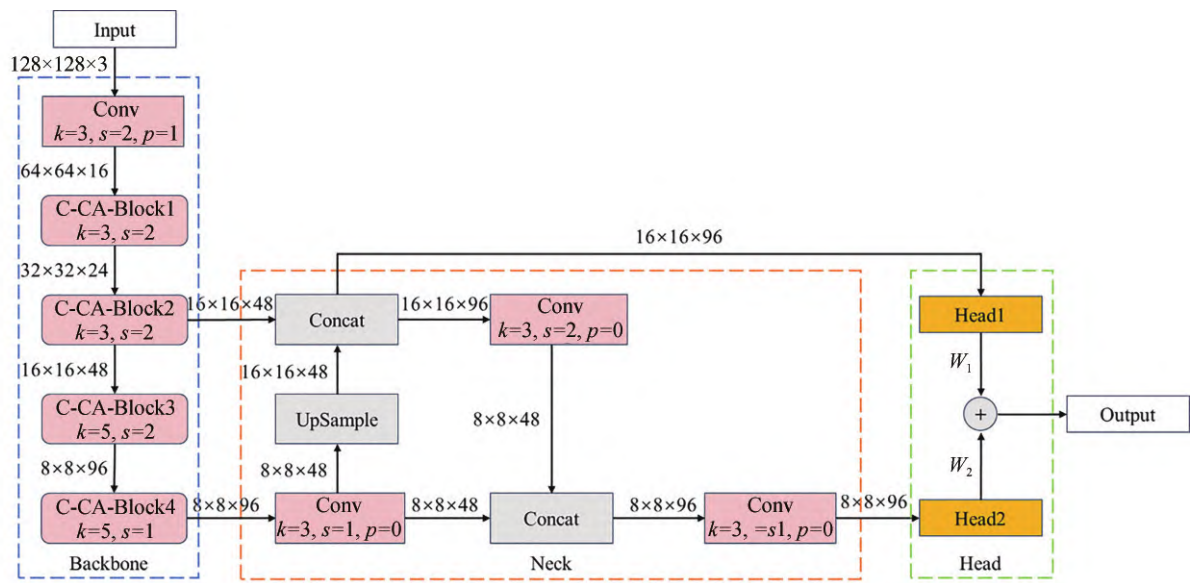 Input
128×128×3
Conv
k=3, s=2, p=1
64×64×16
C-CA-Block1
k=3, s=2
32×32×24
C-CA-Block2
k=3, s=2
16×16×48
C-CA-Block3
k=5, s=2
8×8×96
C-CA-Block4
k=5, s=1
Backbone
16×16×48
Concat
16×16×96
16×16×96
Conv
k=3, s=2, p=0
16×16×48
UpSample
8×8×48
8×8×48
8×8×96
Conv
k=3, s=1, p=0
8×8×48
Concat
8×8×96
Conv
k=3, =s1, p=0
8×8×96
Neck
Head1
W1
+
Output
W2
Head2
Head